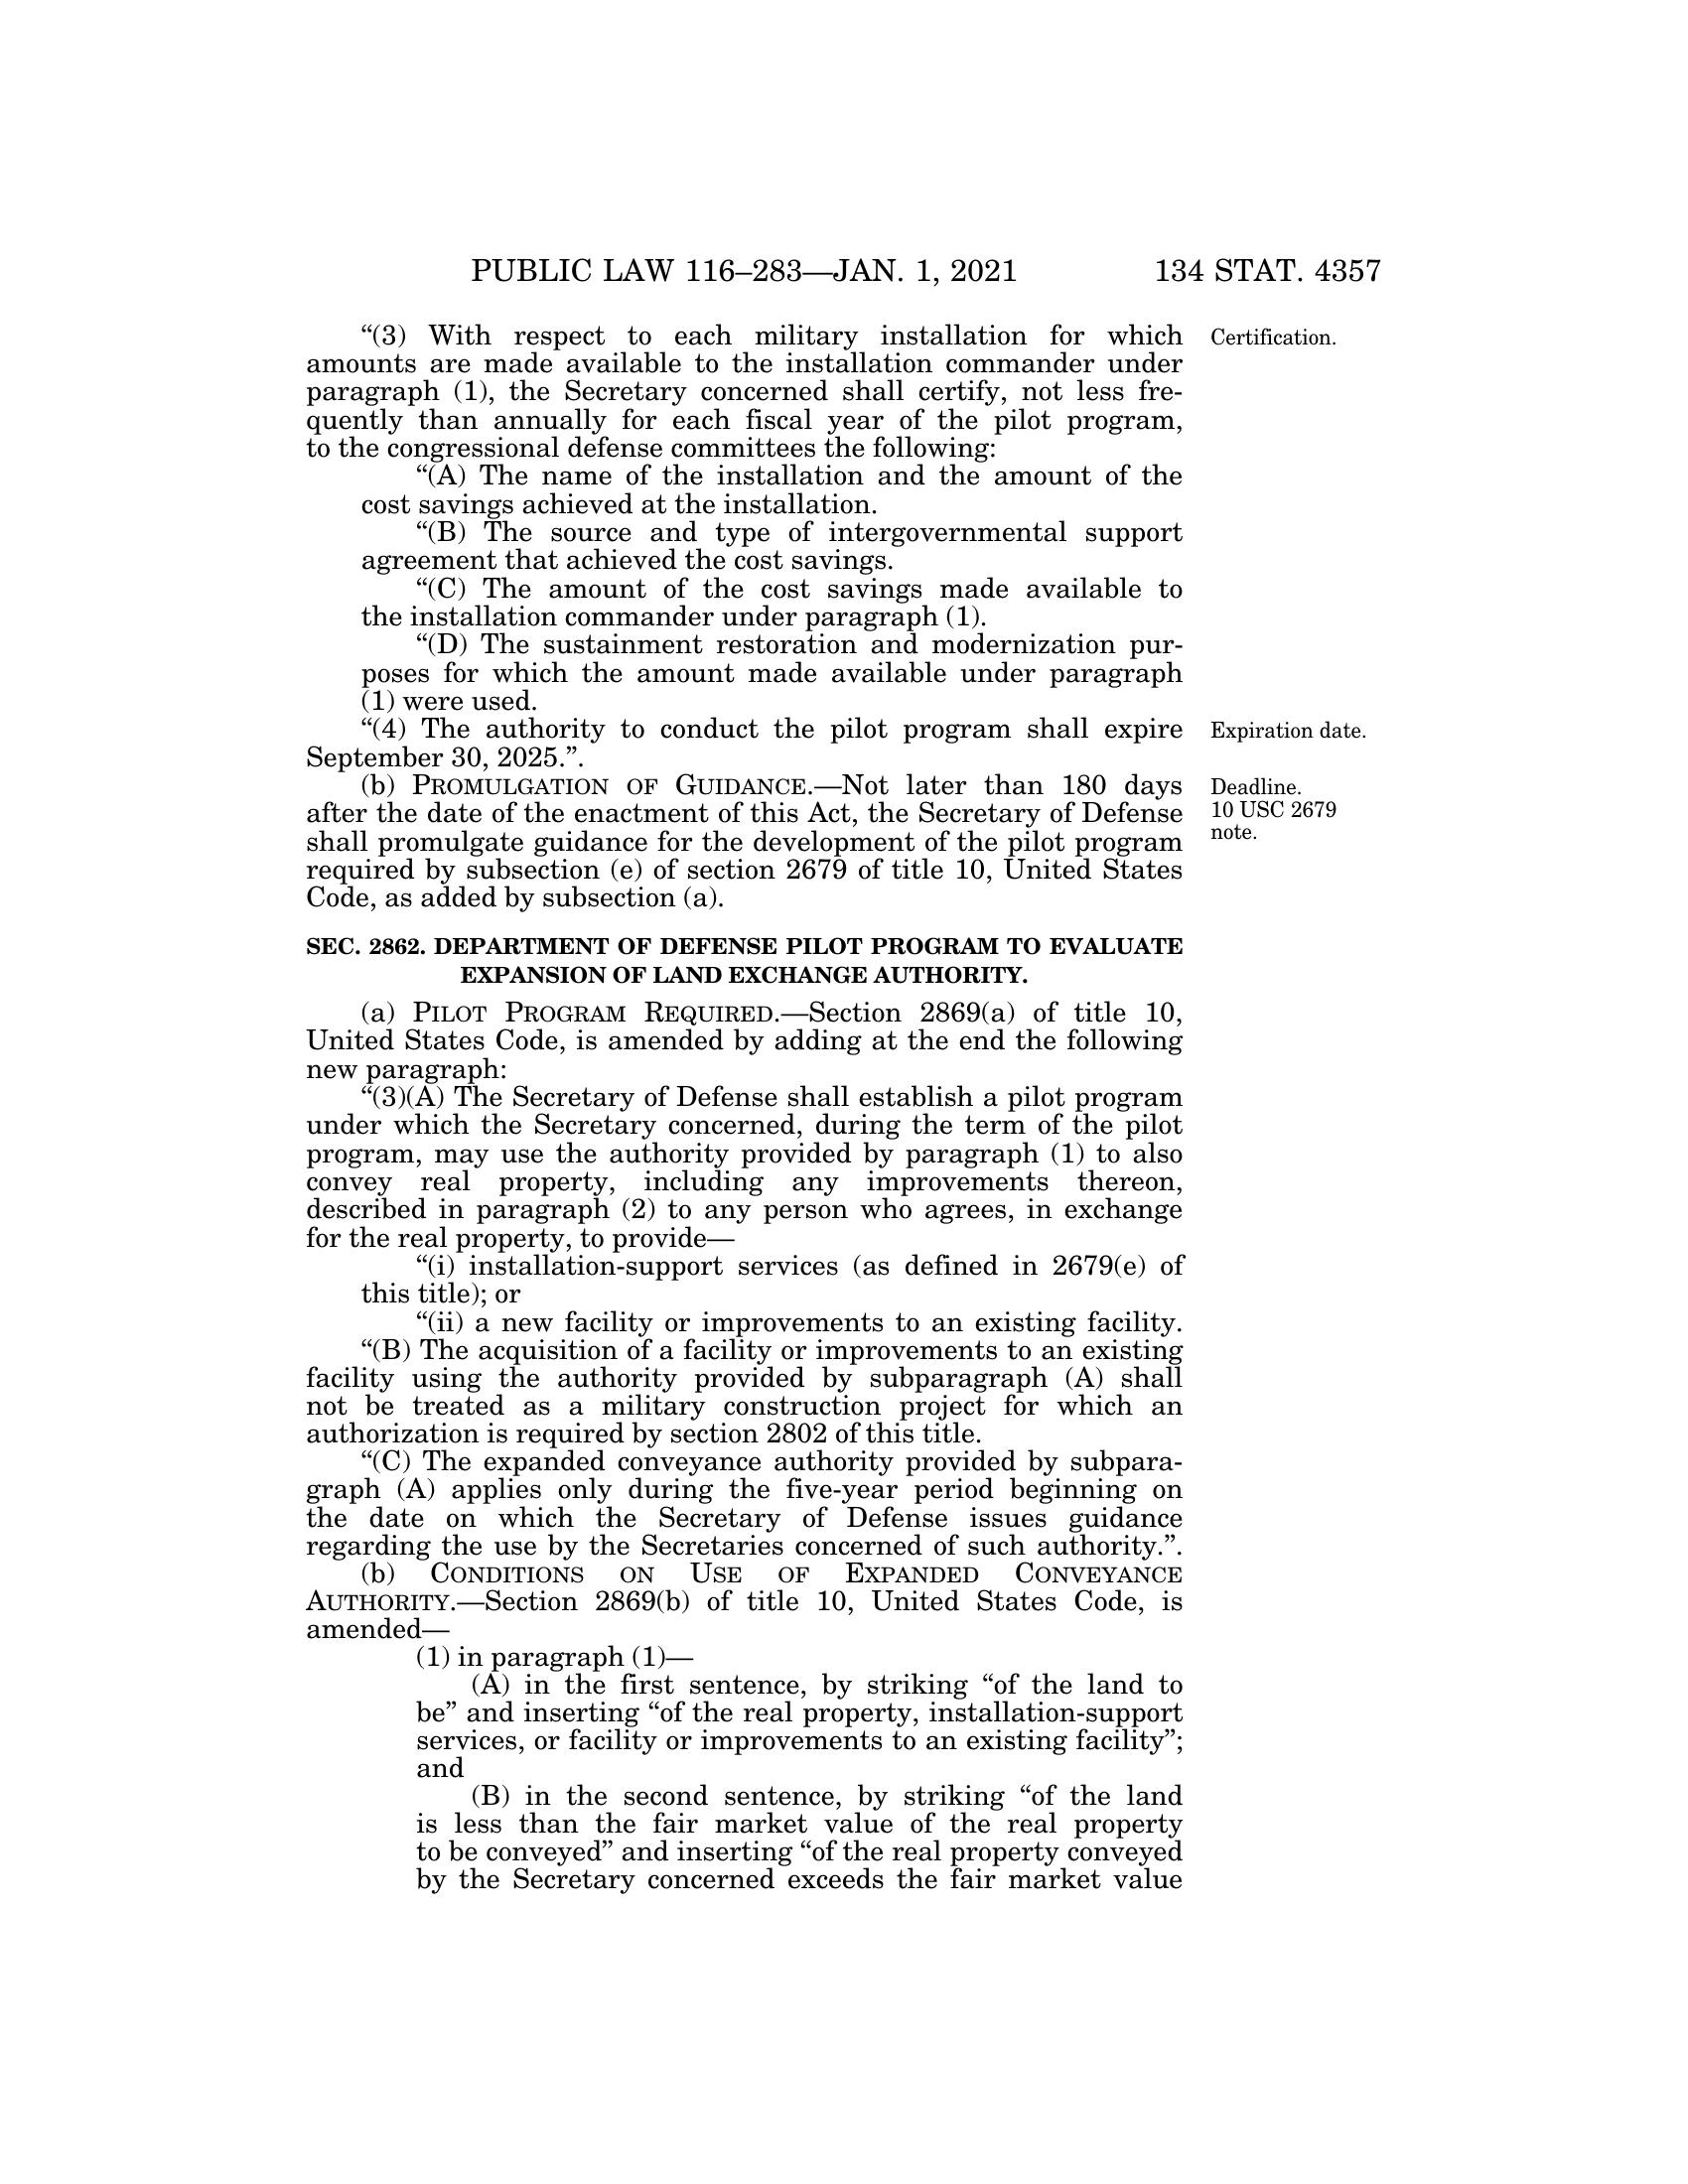 PUBLIC LAW 116–283—JAN. 1, 2021 134 STAT. 4357
“(3) With respect to each military installation for which
amounts are made available to the installation commander under
paragraph (1), the Secretary concerned shall certify, not less fre-
quently than annually for each fiscal year of the pilot program,
to the congressional defense committees the following:
“(A) The name of the installation and the amount of the
cost savings achieved at the installation.
“(B) The source and type of intergovernmental support
agreement that achieved the cost savings.
“(C) The amount of the cost savings made available to
the installation commander under paragraph (1).
“(D) The sustainment restoration and modernization pur-
poses for which the amount made available under paragraph
(1) were used.
“(4) The authority to conduct the pilot program shall expire
September 30, 2025.”.
(b) PROMULGATION OF GUIDANCE.—Not later than 180 days
after the date of the enactment of this Act, the Secretary of Defense
shall promulgate guidance for the development of the pilot program
required by subsection (e) of section 2679 of title 10, United States
Code, as added by subsection (a).
SEC. 2862. DEPARTMENT OF DEFENSE PILOT PROGRAM TO EVALUATE
EXPANSION OF LAND EXCHANGE AUTHORITY.
(a) PILOT PROGRAM REQUIRED.—Section 2869(a) of title 10,
United States Code, is amended by adding at the end the following
new paragraph:
“(3)(A) The Secretary of Defense shall establish a pilot program
under which the Secretary concerned, during the term of the pilot
program, may use the authority provided by paragraph (1) to also
convey real property, including any improvements thereon,
described in paragraph (2) to any person who agrees, in exchange
for the real property, to provide—
“(i) installation-support services (as defined in 2679(e) of
this title); or
“(ii) a new facility or improvements to an existing facility.
“(B) The acquisition of a facility or improvements to an existing
facility using the authority provided by subparagraph (A) shall
not be treated as a military construction project for which an
authorization is required by section 2802 of this title.
“(C) The expanded conveyance authority provided by subpara-
graph (A) applies only during the five-year period beginning on
the date on which the Secretary of Defense issues guidance
regarding the use by the Secretaries concerned of such authority.”.
(b) CONDITIONS ON USE OF EXPANDED CONVEYANCE
AUTHORITY.—Section 2869(b) of title 10, United States Code, is
amended—
(1) in paragraph (1)—
(A) in the first sentence, by striking “of the land to
be” and inserting “of the real property, installation-support
services, or facility or improvements to an existing facility”;
and
(B) in the second sentence, by striking “of the land
is less than the fair market value of the real property
to be conveyed” and inserting “of the real property conveyed
by the Secretary concerned exceeds the fair market value
Certification.
Expiration date.
Deadline.
10 USC 2679
note.